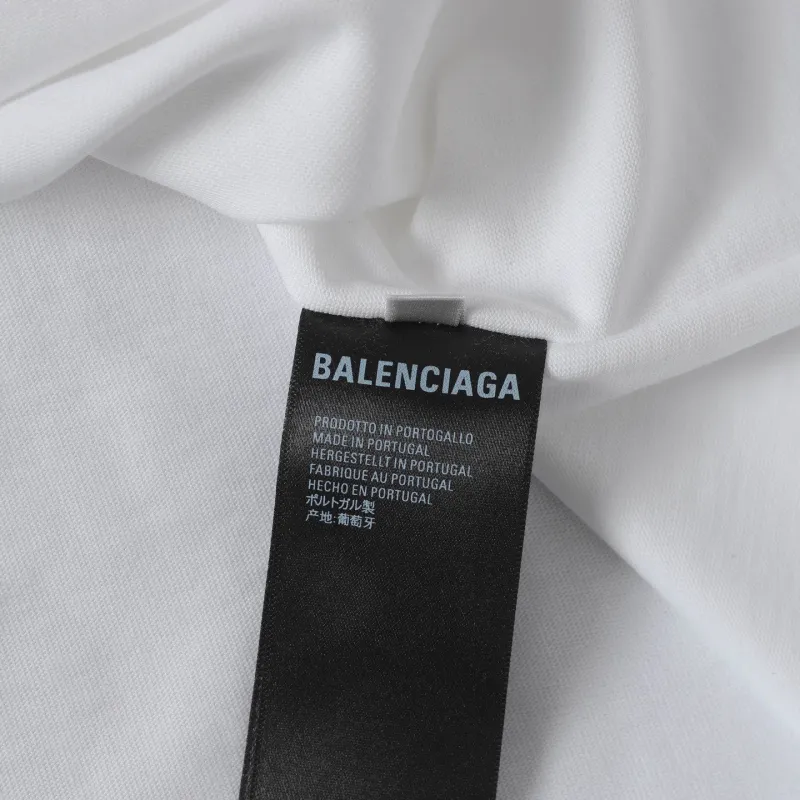 BALENCIAGA
PRODOTTO IN PORTOGALLO
MADE IN PORTUGAL
HERGESTELLT IN PORTUGAL
FABRIQUE AU PORTUGAL
HECHO EN PORTUGAL
ポルトガル製
产地:葡萄牙